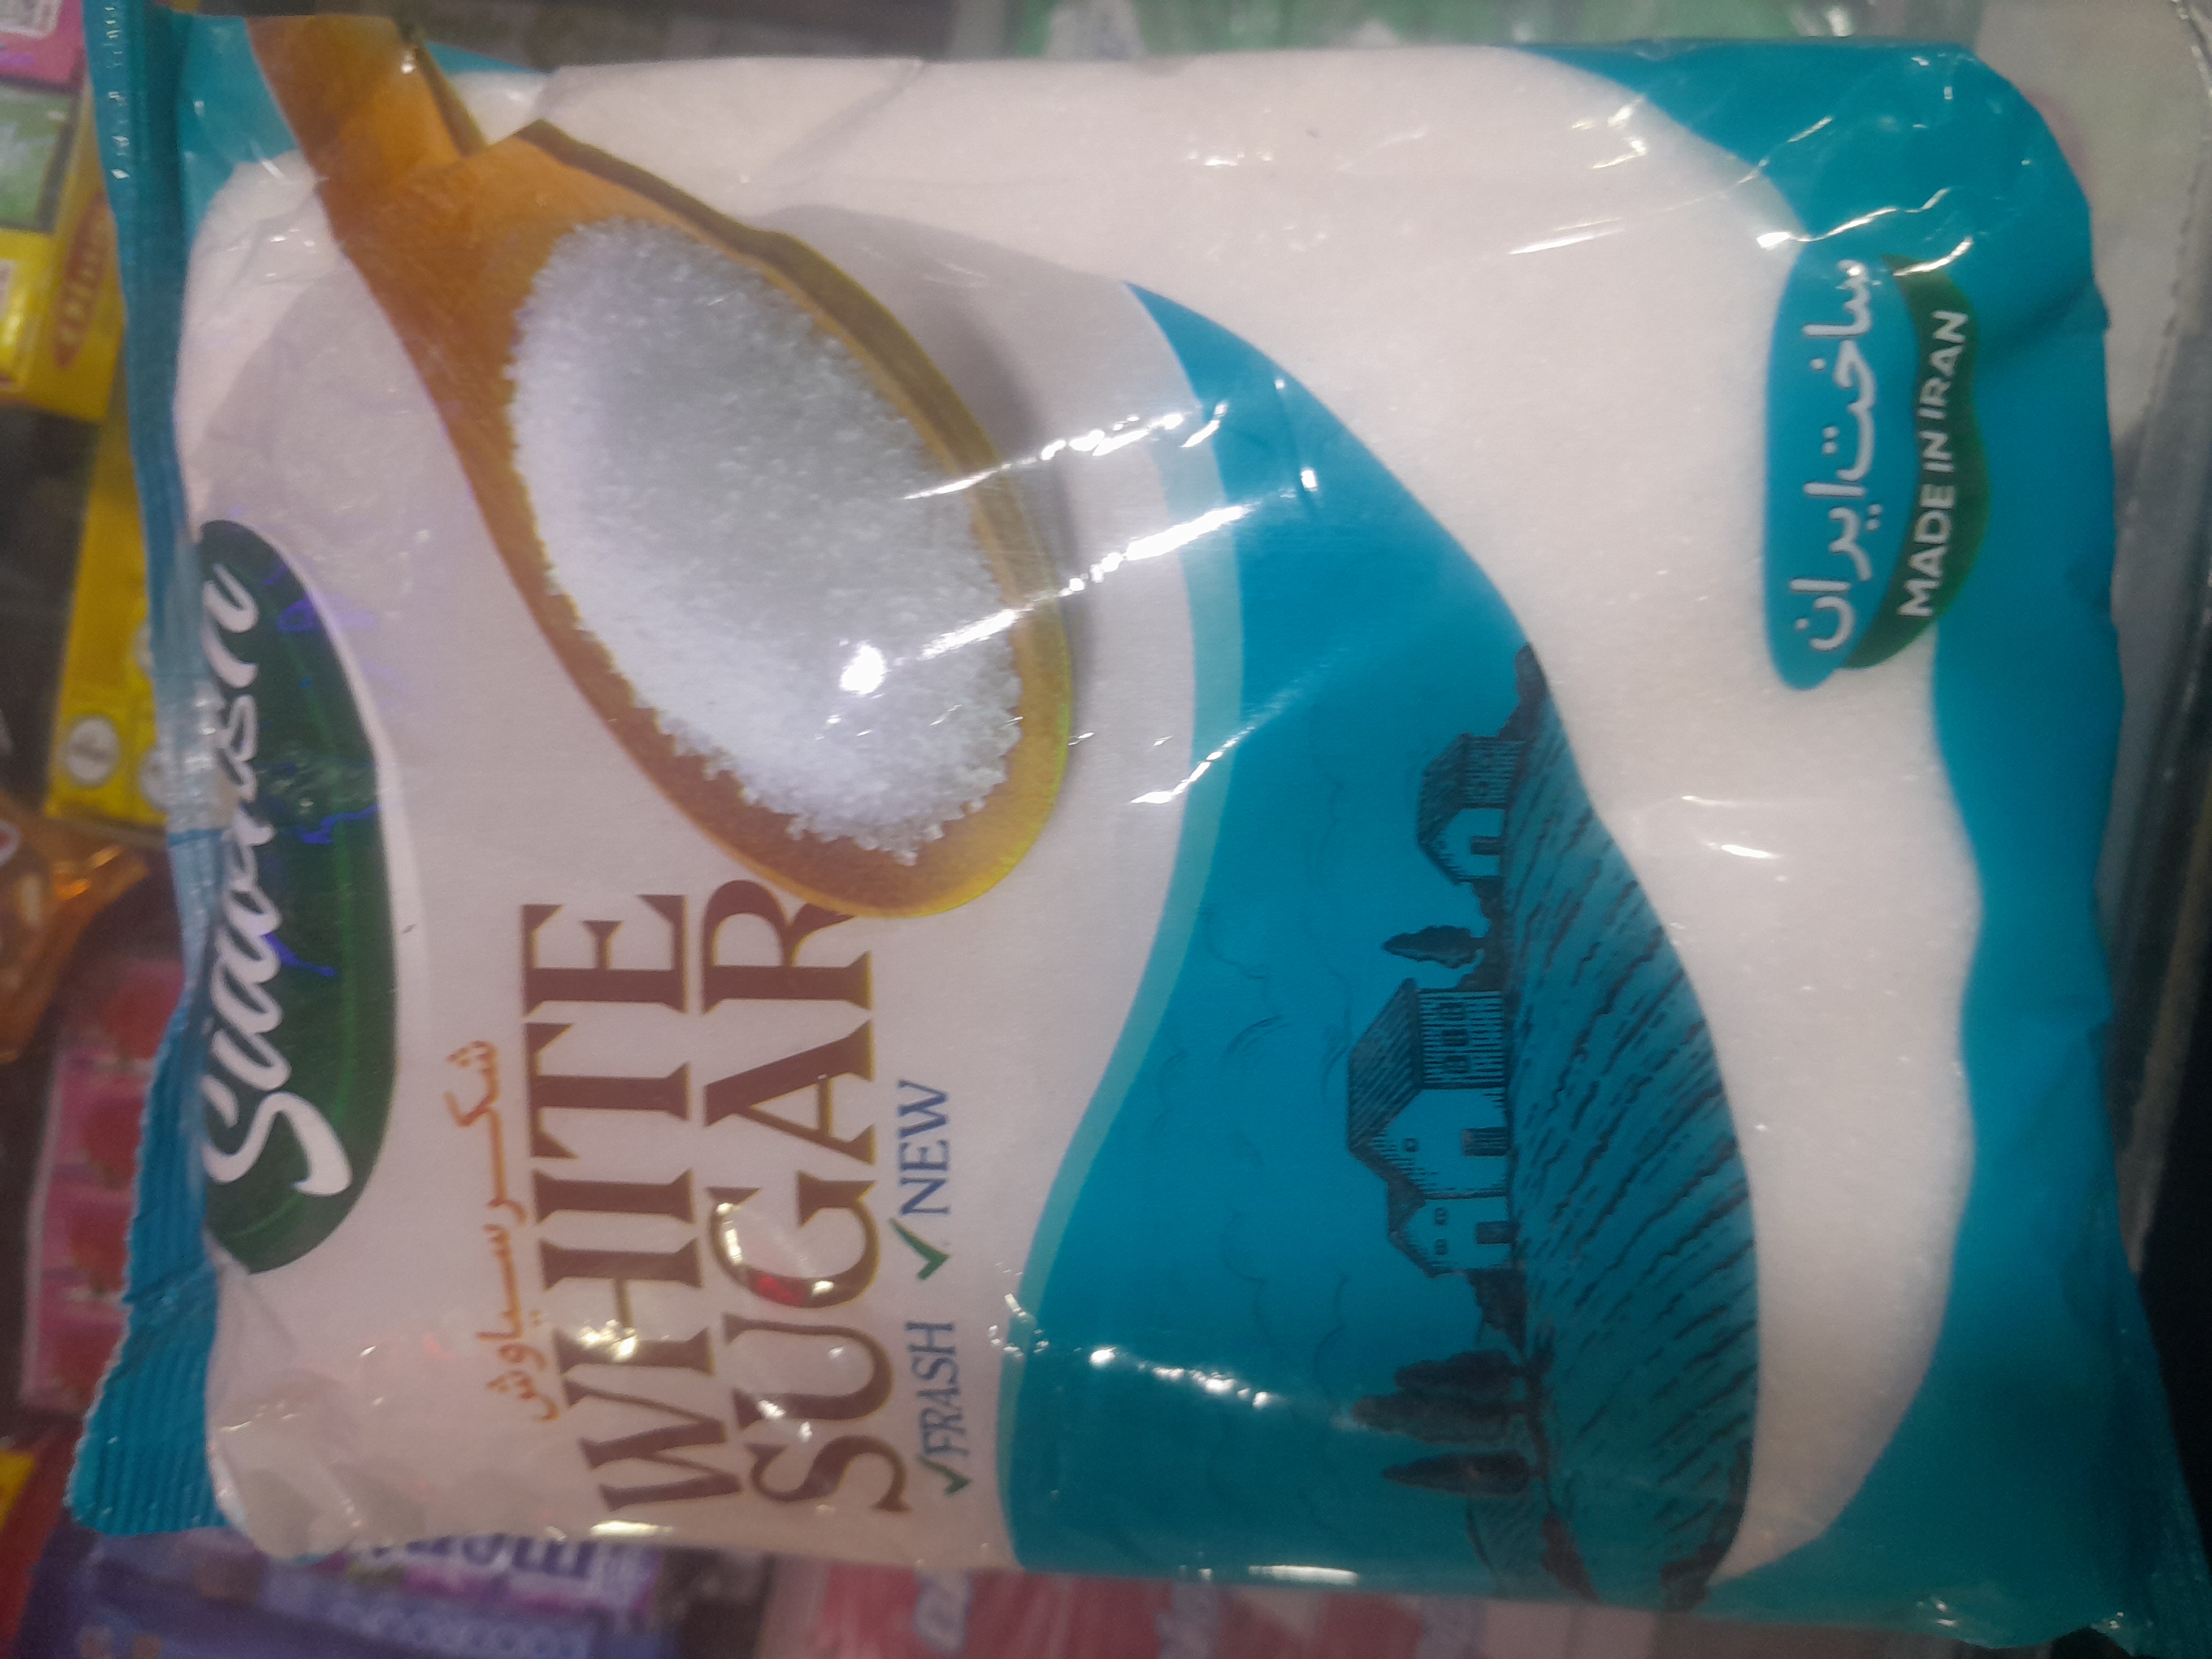 Siavash
شکر سیاوش
WHITE
SUGAR
✓FRASH ✓NEW
ساخت ایران
MADE IN IRAN